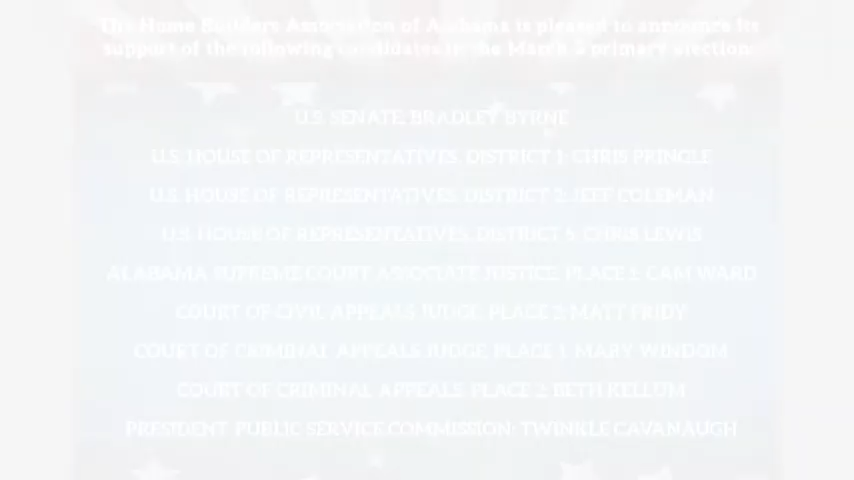 The Home Builders Association of Alabama is pleased to announce its
support of the following candidates in the March 3 primary election:
U.S. SENATE: BRADLEY BYRNE
U.S. HOUSE OF REPRESENTATIVES, DISTRICT 1: CHRIS PRINGLE
U.S. HOUSE OF REPRESENTATIVES, DISTRICT 2: JEFF COLEMAN
U.S. HOUSE OF REPRESENTATIVES, DISTRICT 5: CHRIS LEWIS
ALABAMA SUPREME COURT ASSOCIATE JUSTICE, PLACE 1: CAM WARD
COURT OF CIVIL APPEALS JUDGE, PLACE 2: MATT FRIDY
COURT OF CRIMINAL APPEALS JUDGE, PLACE 1: MARY WINDOM
COURT OF CRIMINAL APPEALS, PLACE 2: BETH KELLUM
PRESIDENT, PUBLIC SERVICE COMMISSION: TWINKLE CAVANAUGH